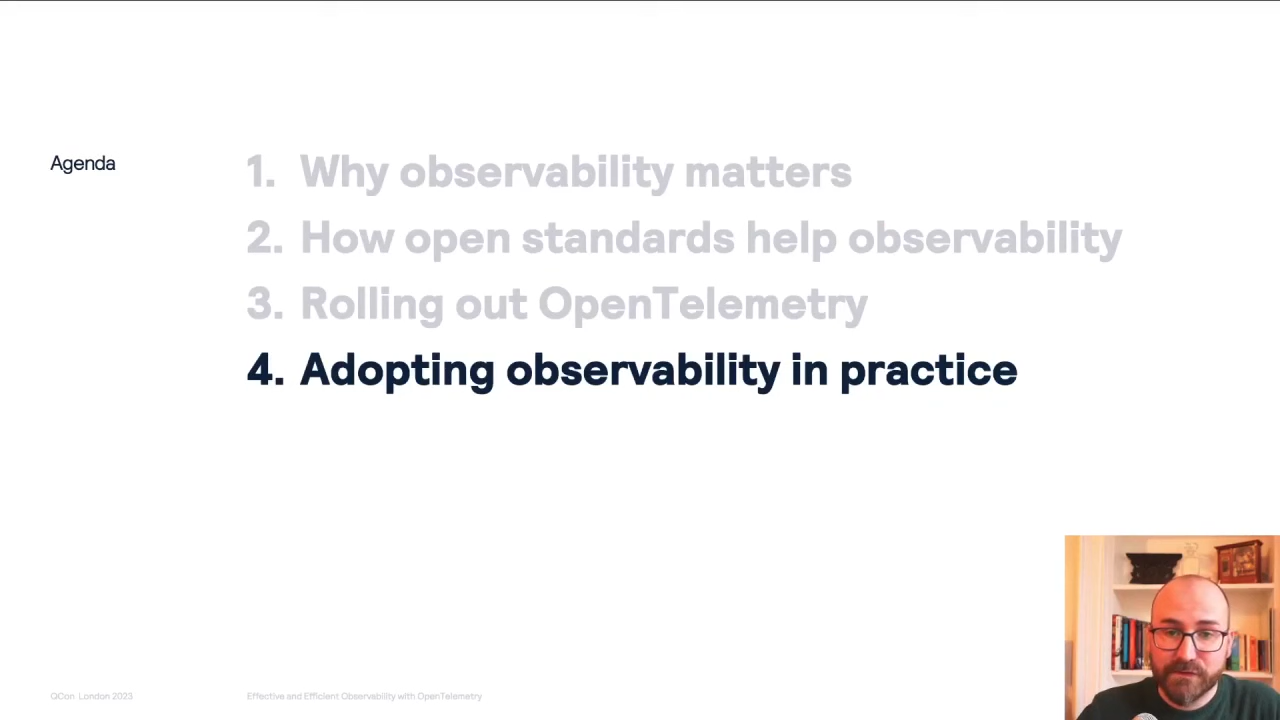 Agenda
1. Why observability matters
2. How open standards help observability
3. Rolling out OpenTelemetry
4. Adopting observability in practice
QCon London 2023
Effective and Efficient Observability with OpenTelemetry